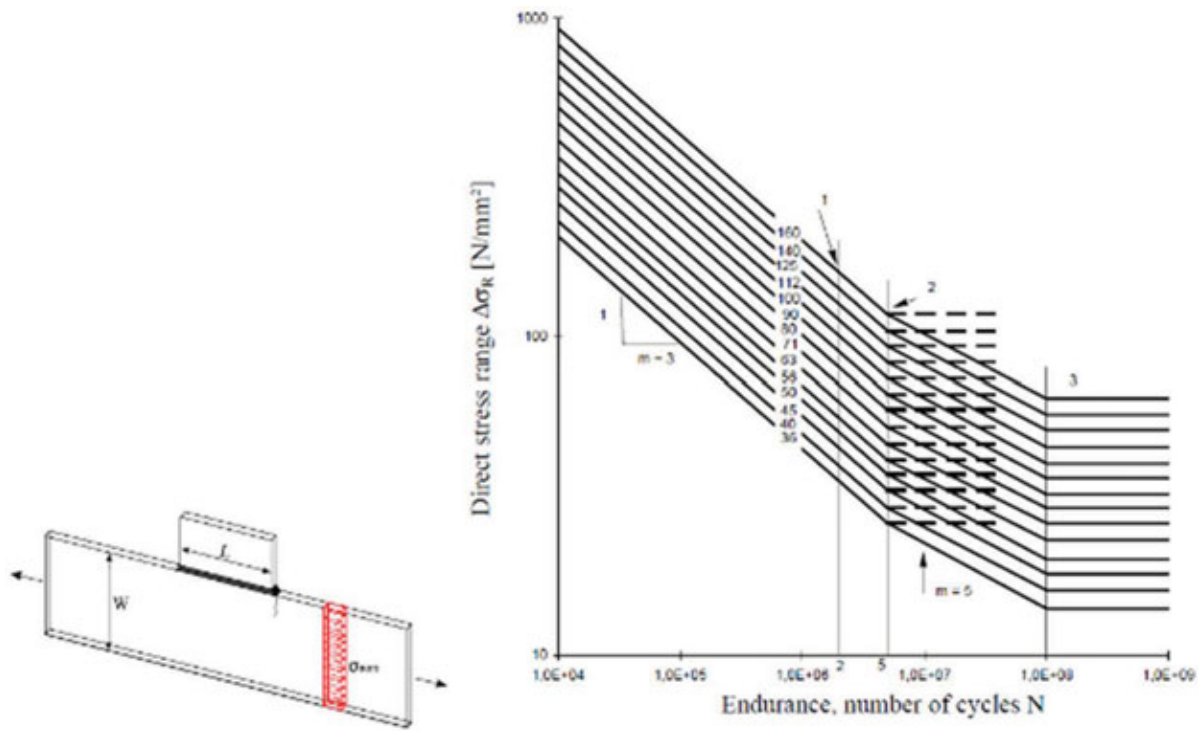 1000
Direct stress range ΔσR [N/mm²]
1
160
140
125
112
100
2
90
100
80
71
1
63
m = 3
56
3
50
45
40
36
L
W
m = 5
10
2
5
1,0E+04
1,0E+05
1,0E+06
1,0E+07
1,0E+08
1,0E+09
Endurance, number of cycles N